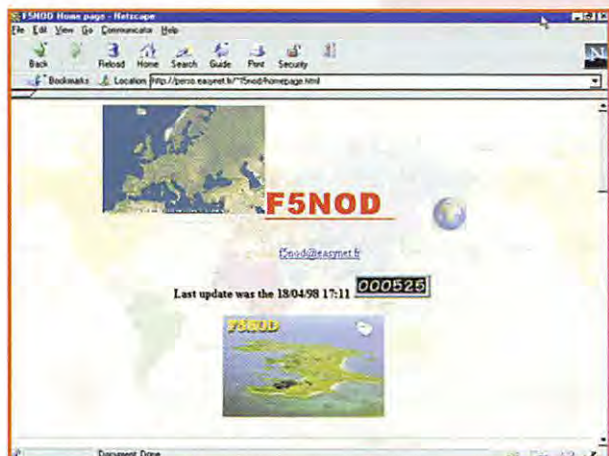 F5NOD Home page - Netscape
File Edit View Go Communicator Help
Back Reload Home Search Guide Print Security
N
Bookmarks Location: http://perso.easynet.fr/~f5nod/homepage.html
F5NOD
f5nod@easynet.fr
Last update was the 18/04/98 17:11 000525
F5NOD
Document: Done